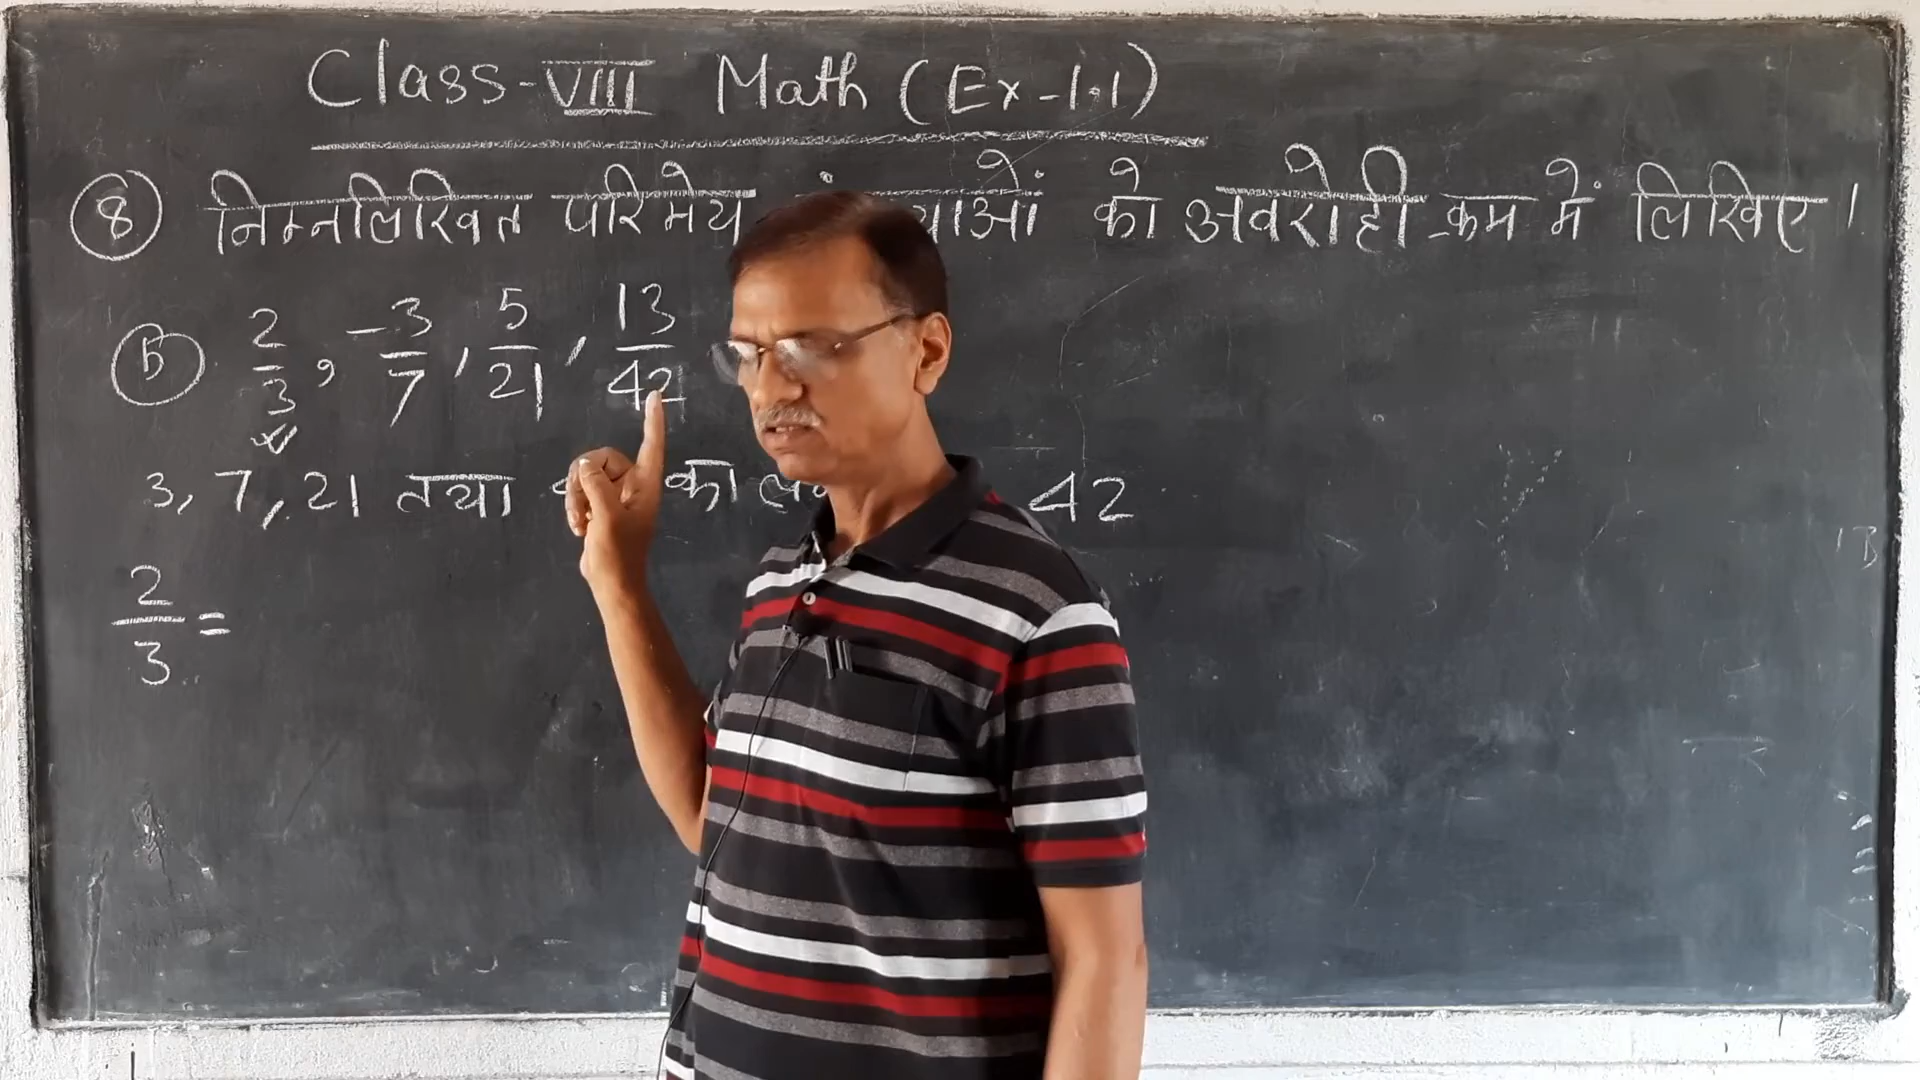 Class-VIII Math (Ex-1.1)
8 निम्नलिखित परिमेय को अवरोही क्रम में लिखिए।
b 2/3, -3/7, 5/21, 13/42
3, 7, 21 तथा का 42
2/3 =